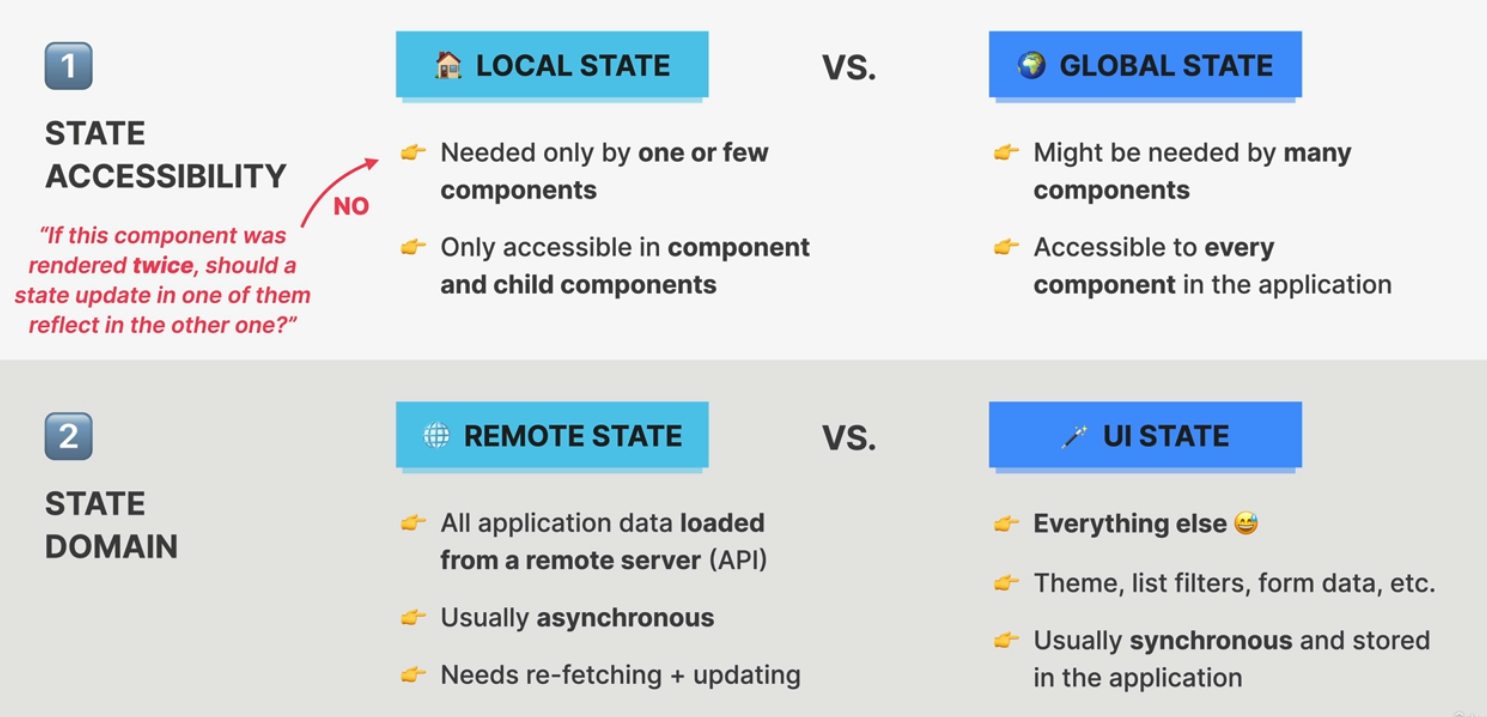 1
STATE
ACCESSIBILITY
“If this component was
rendered twice, should a
state update in one of them
reflect in the other one?”
NO
🏠 LOCAL STATE
👉 Needed only by one or few
components
👉 Only accessible in component
and child components
VS.
🌍 GLOBAL STATE
👉 Might be needed by many
components
👉 Accessible to every
component in the application
2
STATE
DOMAIN
🌐 REMOTE STATE
👉 All application data loaded
from a remote server (API)
👉 Usually asynchronous
👉 Needs re-fetching + updating
VS.
🪄 UI STATE
👉 Everything else 😅
👉 Theme, list filters, form data, etc.
👉 Usually synchronous and stored
in the application